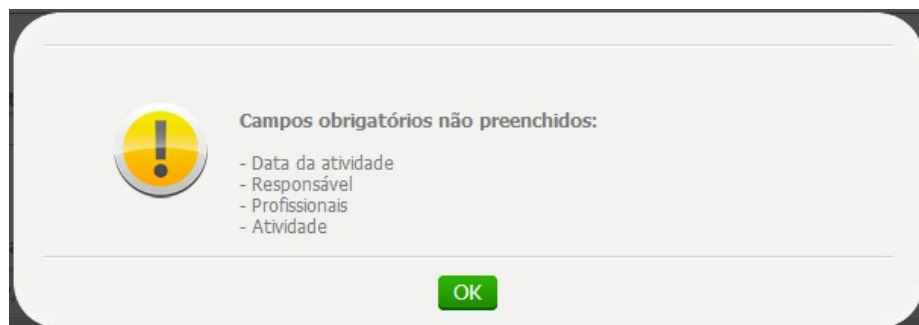 Campos obrigatórios não preenchidos:
- Data da atividade
- Responsável
- Profissionais
- Atividade
OK